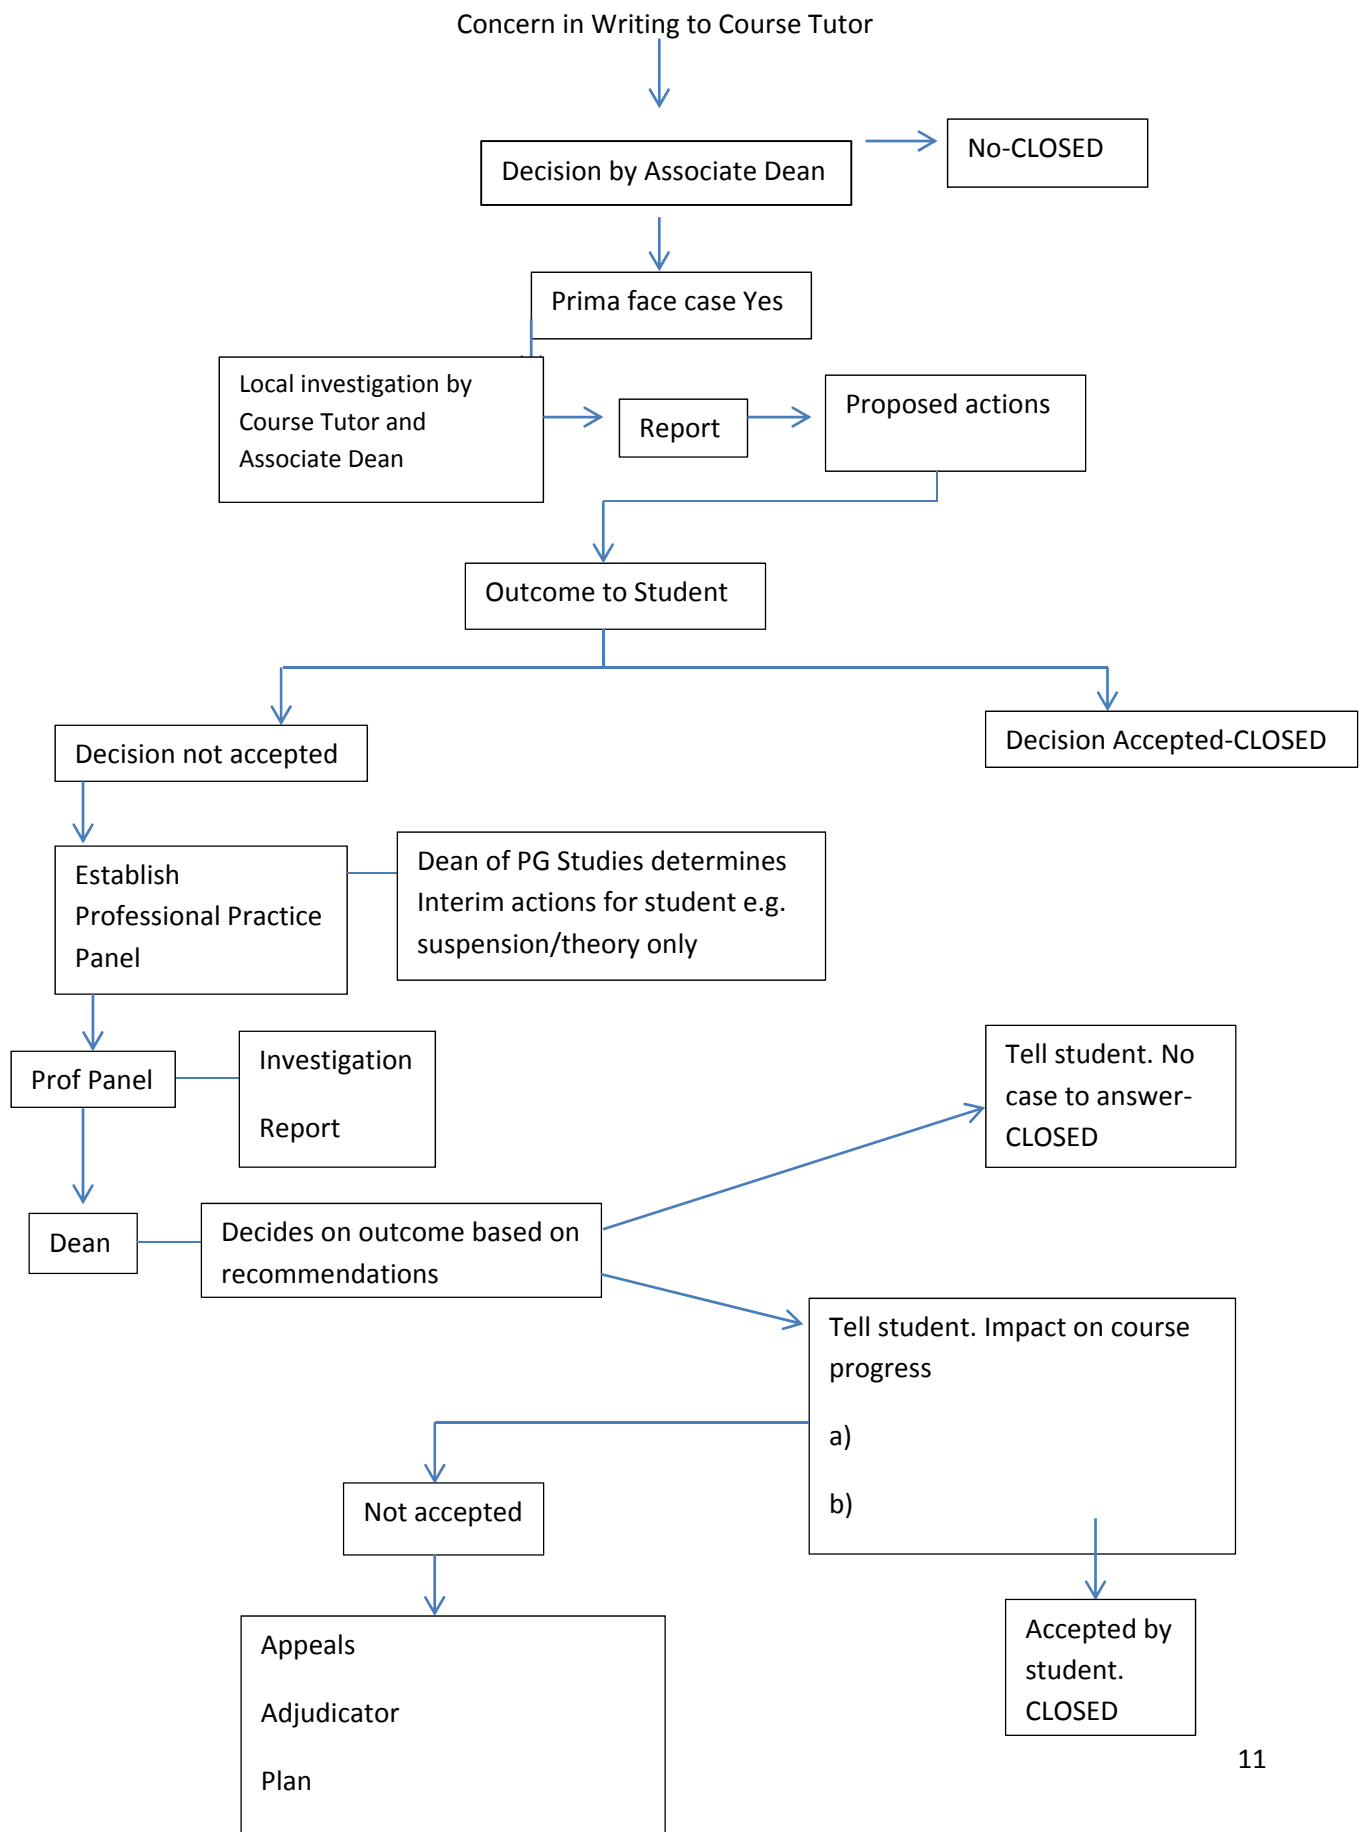 Concern in Writing to Course Tutor
Decision by Associate Dean
No-CLOSED
Prima face case Yes
Local investigation by
Course Tutor and
Associate Dean
Report
Proposed actions
Outcome to Student
Decision not accepted
Decision Accepted-CLOSED
Establish
Professional Practice
Panel
Dean of PG Studies determines
Interim actions for student e.g.
suspension/theory only
Prof Panel
Investigation
Report
Tell student. No
case to answer-
CLOSED
Dean
Decides on outcome based on
recommendations
Tell student. Impact on course
progress
a)
b)
Not accepted
Accepted by
student.
CLOSED
Appeals
Adjudicator
Plan
11